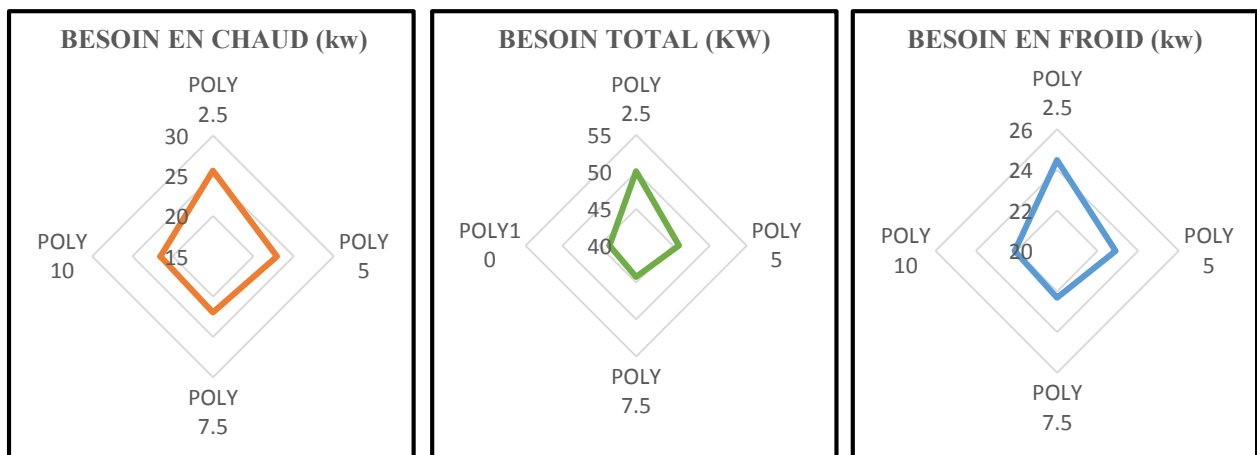 BESOIN EN CHAUD (kw)
POLY
2.5
30
25
20
15
POLY
10
POLY
5
POLY
7.5
BESOIN TOTAL (KW)
POLY
2.5
55
50
45
40
POLY1
0
POLY
5
POLY
7.5
BESOIN EN FROID (kw)
POLY
2.5
26
24
22
20
POLY
10
POLY
5
POLY
7.5